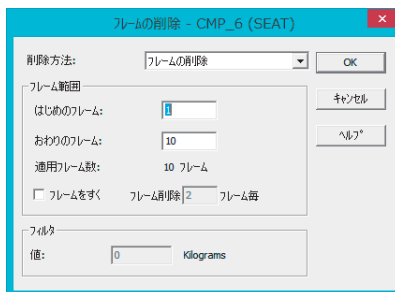 フレームの削除 - CMP_6 (SEAT)
削除方法: フレームの削除 OK
フレーム範囲
キャンセル
はじめのフレーム: 1
おわりのフレーム: 10 ヘルプ
適用フレーム数: 10 フレーム
フレームをすく フレーム削除 2 フレーム毎
フィルタ
値: 0 Kilograms